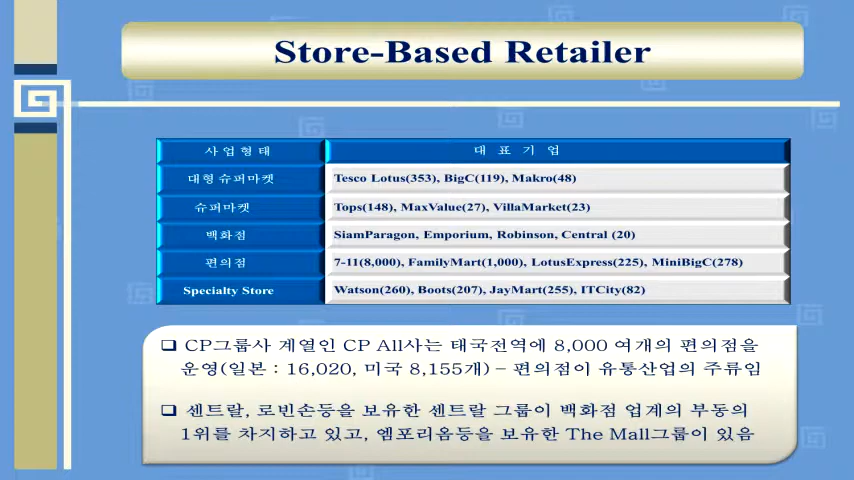 Store-Based Retailer
사 업 형 태 대 표 기 업
대형 슈퍼마켓 Tesco Lotus(353), BigC(119), Makro(48)
슈퍼마켓 Tops(148), MaxValue(27), VillaMarket(23)
백화점 SiamParagon, Emporium, Robinson, Central (20)
편의점 7-11(8,000), FamilyMart(1,000), LotusExpress(225), MiniBigC(278)
Specialty Store Watson(260), Boots(207), JayMart(255), ITCity(82)
❑ CP그룹사 계열인 CP All사는 태국전역에 8,000 여개의 편의점을
운영(일본 : 16,020, 미국 8,155개) – 편의점이 유통산업의 주류임
❑ 센트랄, 로빈손등을 보유한 센트랄 그룹이 백화점 업계의 부동의
1위를 차지하고 있고, 엠포리옴등을 보유한 The Mall그룹이 있음